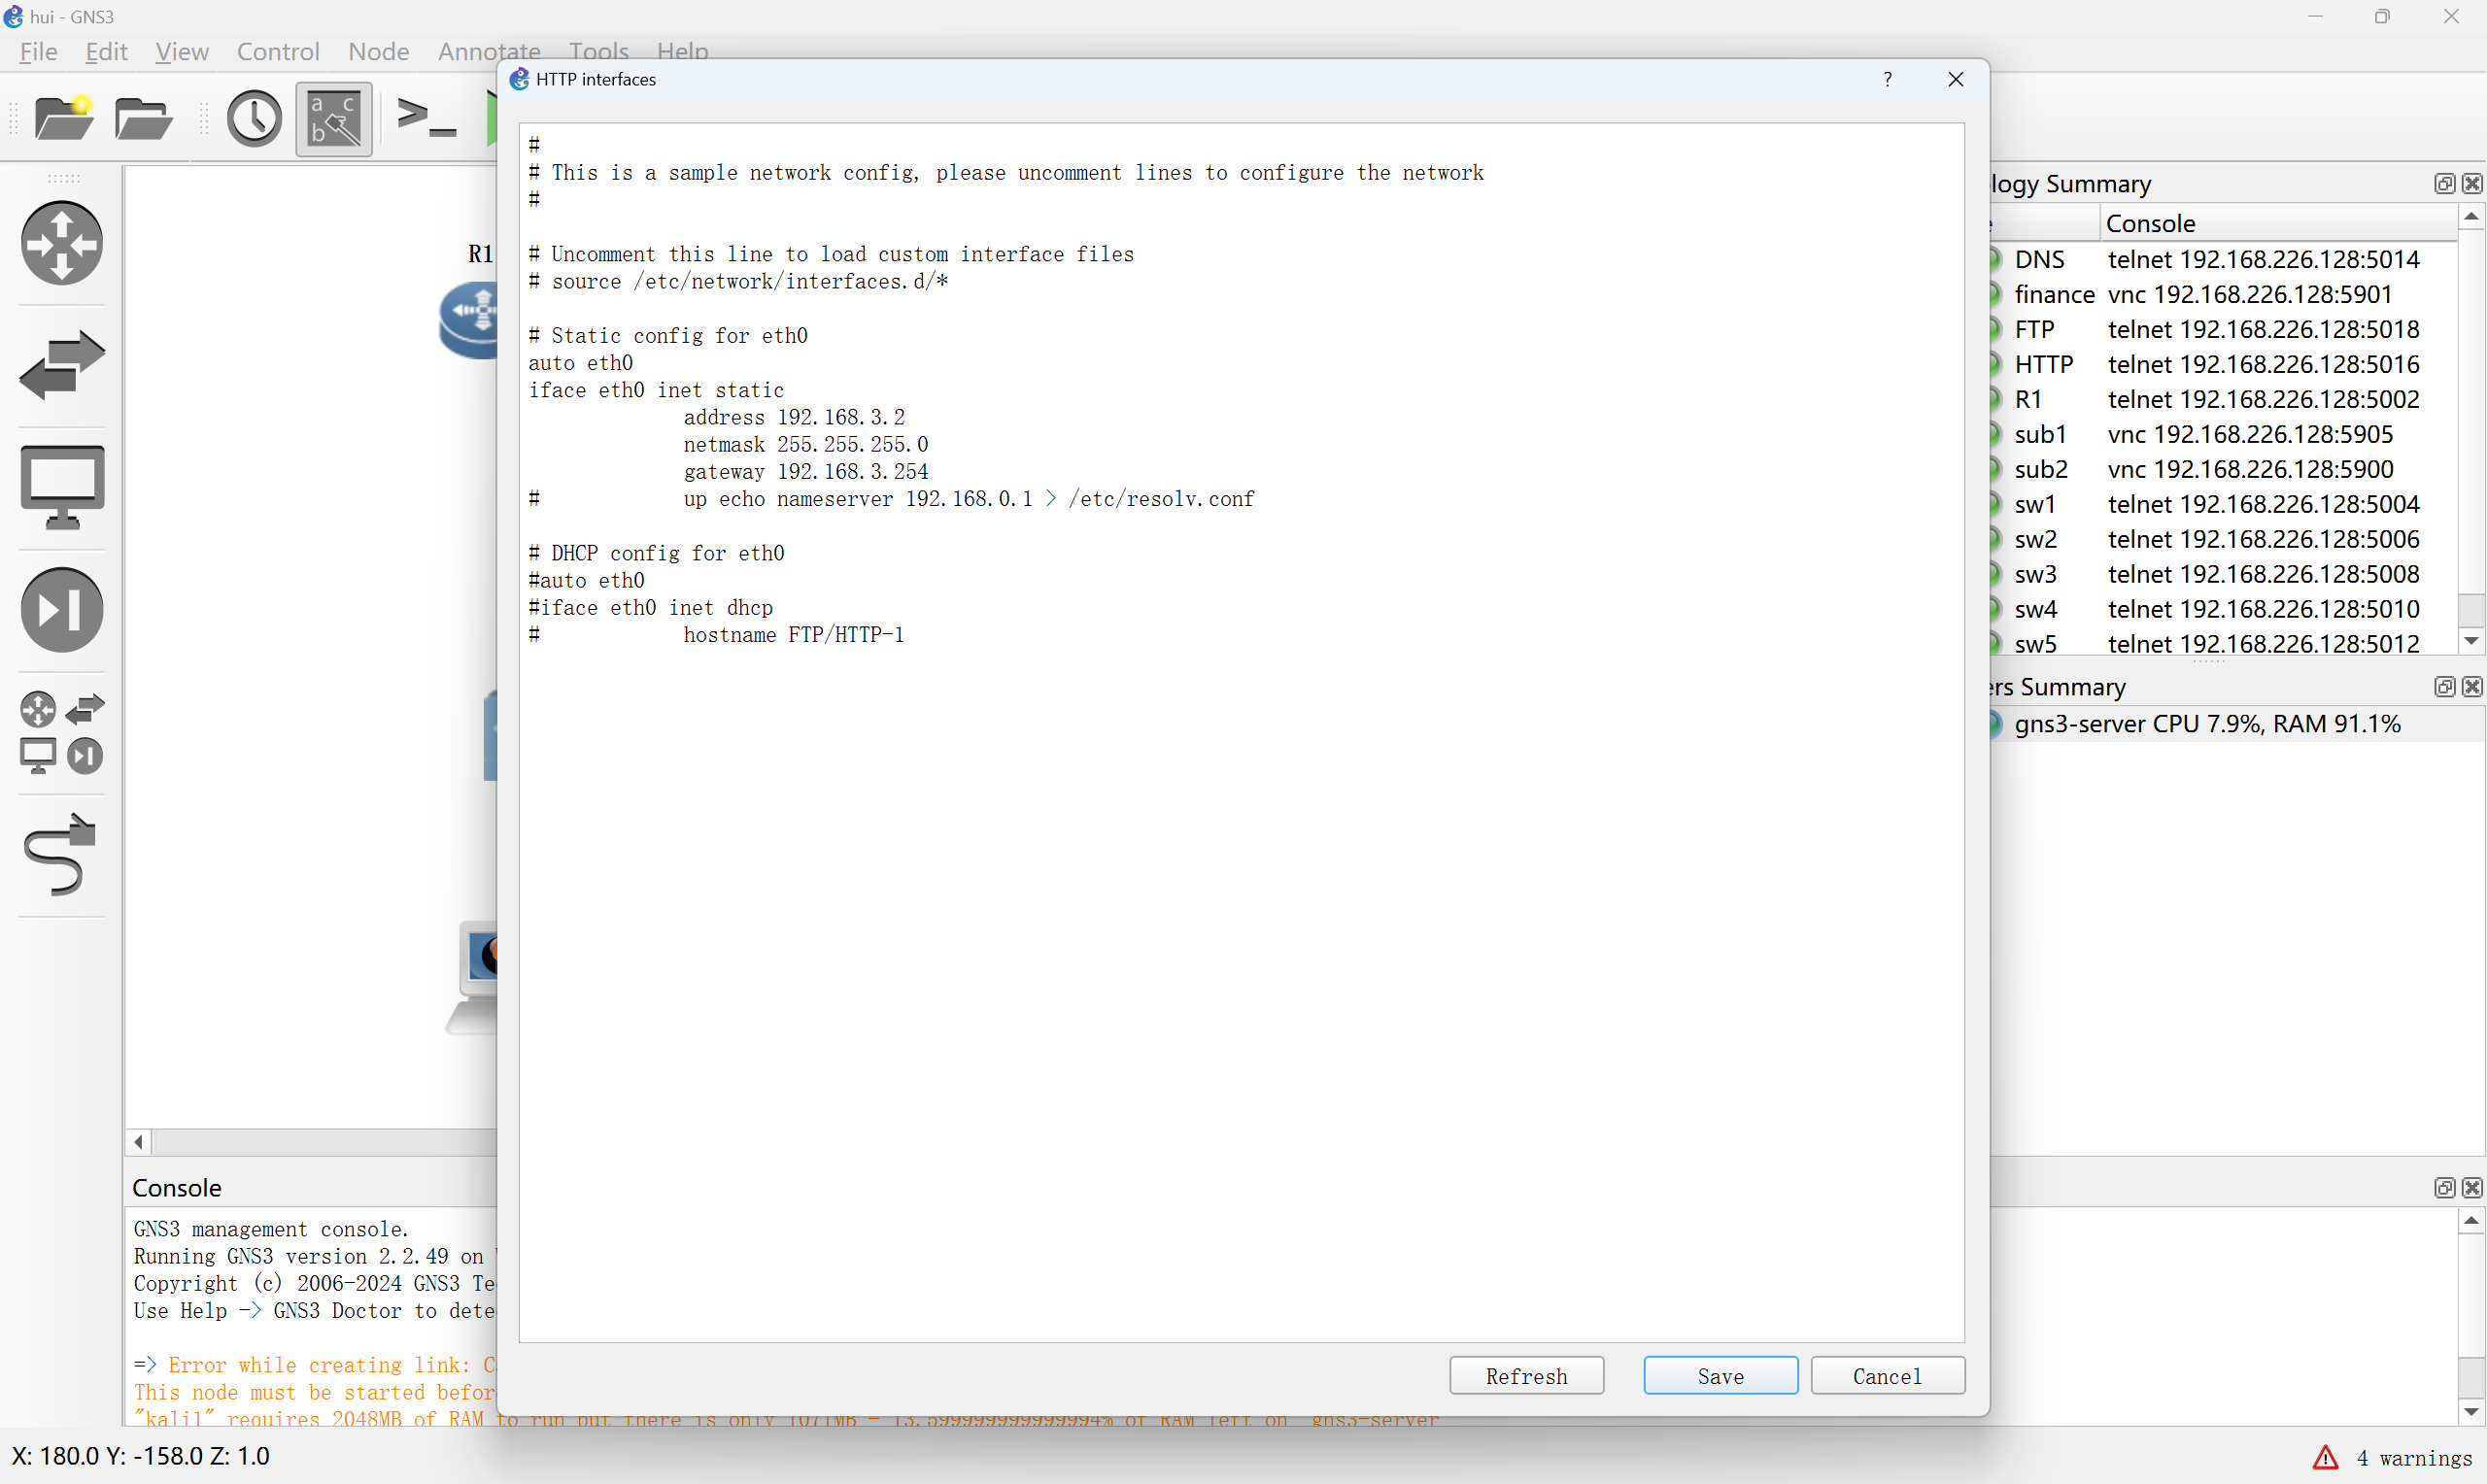 hui - GNS3
File Edit View Control Node Annotate Tools Help
HTTP interfaces
#
# This is a sample network config, please uncomment lines to configure the network
#
# Uncomment this line to load custom interface files
# source /etc/network/interfaces.d/*
# Static config for eth0
auto eth0
iface eth0 inet static
address 192.168.3.2
netmask 255.255.255.0
gateway 192.168.3.254
# up echo nameserver 192.168.0.1 > /etc/resolv.conf
# DHCP config for eth0
#auto eth0
#iface eth0 inet dhcp
# hostname FTP/HTTP-1
Refresh Save Cancel
R1
logy Summary
Console
DNS telnet 192.168.226.128:5014
finance vnc 192.168.226.128:5901
FTP telnet 192.168.226.128:5018
HTTP telnet 192.168.226.128:5016
R1 telnet 192.168.226.128:5002
sub1 vnc 192.168.226.128:5905
sub2 vnc 192.168.226.128:5900
sw1 telnet 192.168.226.128:5004
sw2 telnet 192.168.226.128:5006
sw3 telnet 192.168.226.128:5008
sw4 telnet 192.168.226.128:5010
sw5 telnet 192.168.226.128:5012
ers Summary
gns3-server CPU 7.9%, RAM 91.1%
Console
GNS3 management console.
Running GNS3 version 2.2.49 on
Copyright (c) 2006-2024 GNS3 Te
Use Help -> GNS3 Doctor to dete
=> Error while creating link: C
This node must be started befor
"kali1" requires 2048MB of RAM to run but there is only 1071MB - 13.599999999999994% of RAM left on gns3-server
X: 180.0 Y: -158.0 Z: 1.0
4 warnings